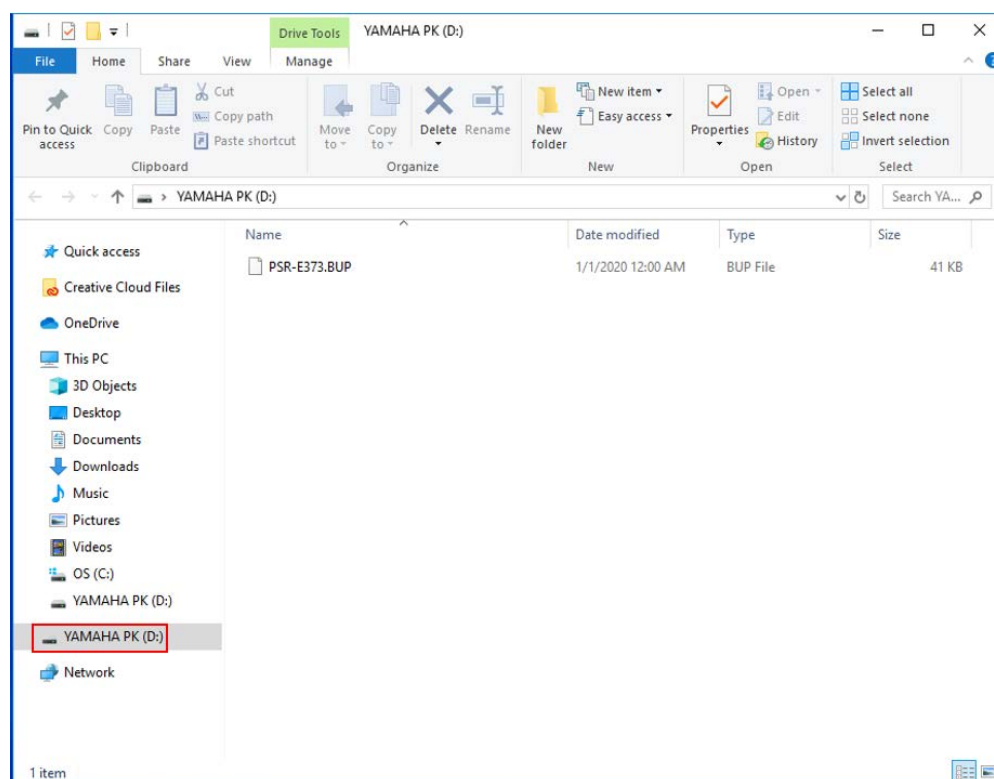 Drive Tools YAMAHA PK (D:)
File Home Share View Manage
Pin to Quick access
Copy
Paste
Cut
Copy path
Paste shortcut
Clipboard
Move to
Copy to
Delete
Rename
Organize
New folder
New item
Easy access
New
Properties
Open
Edit
History
Open
Select all
Select none
Invert selection
Select
YAMAHA PK (D:)
Search YA...
Name Date modified Type Size
PSR-E373.BUP 1/1/2020 12:00 AM BUP File 41 KB
Quick access
Creative Cloud Files
OneDrive
This PC
3D Objects
Desktop
Documents
Downloads
Music
Pictures
Videos
OS (C:)
YAMAHA PK (D:)
YAMAHA PK (D:)
Network
1 item